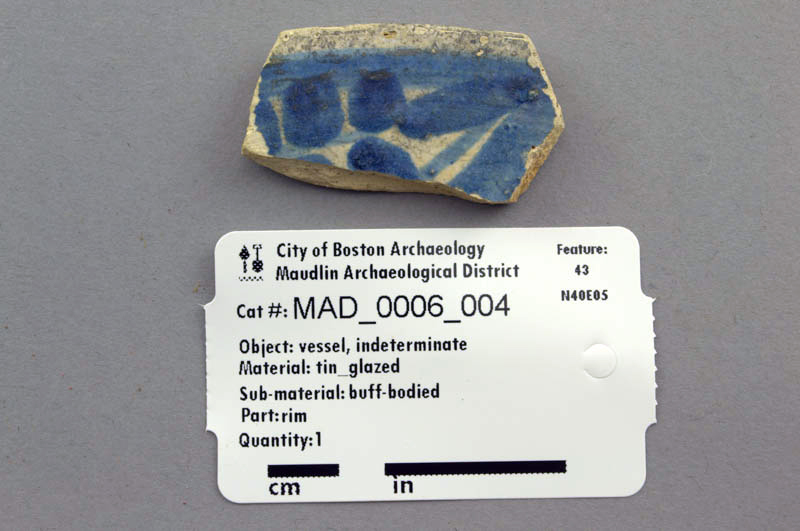 City of Boston Archaeology
Maudlin Archaeological District
Feature:
43
N40E05
Cat #: MAD_0006_004
Object: vessel, indeterminate
Material: tin_glazed
Sub-material: buff-bodied
Part: rim
Quantity: 1
cm
in